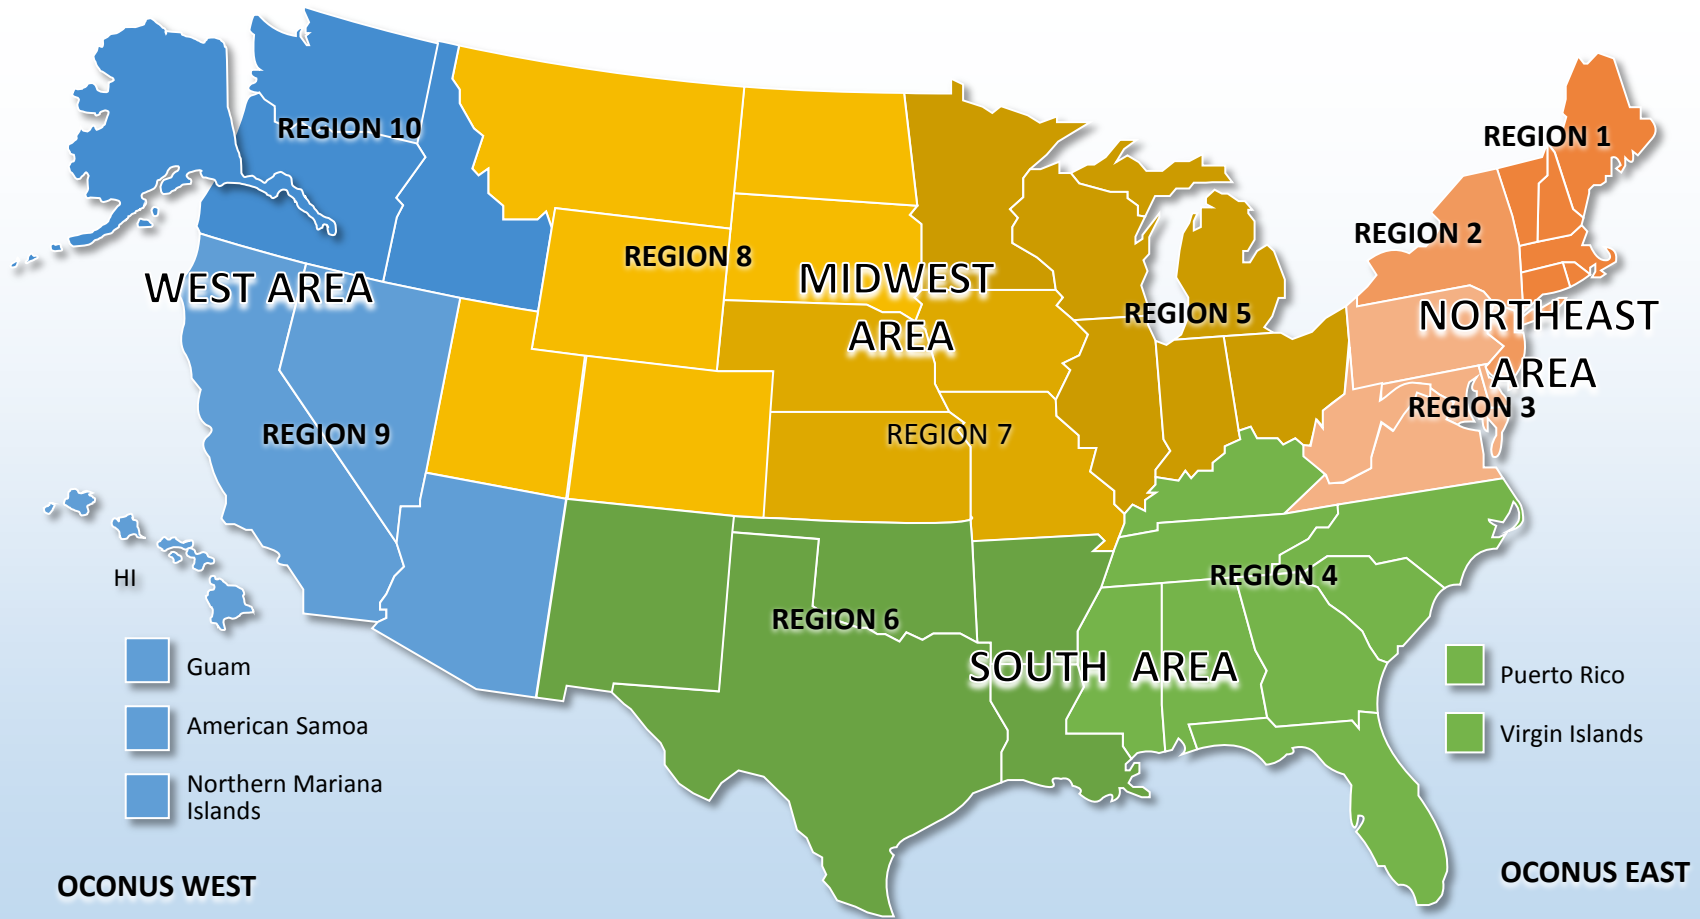 REGION 10
REGION 1
REGION 2
REGION 8
WEST AREA
MIDWEST
AREA
REGION 5
NORTHEAST
AREA
REGION 3
REGION 9
REGION 7
HI
REGION 4
REGION 6
SOUTH AREA
Guam
American Samoa
Northern Mariana
Islands
Puerto Rico
Virgin Islands
OCONUS WEST
OCONUS EAST